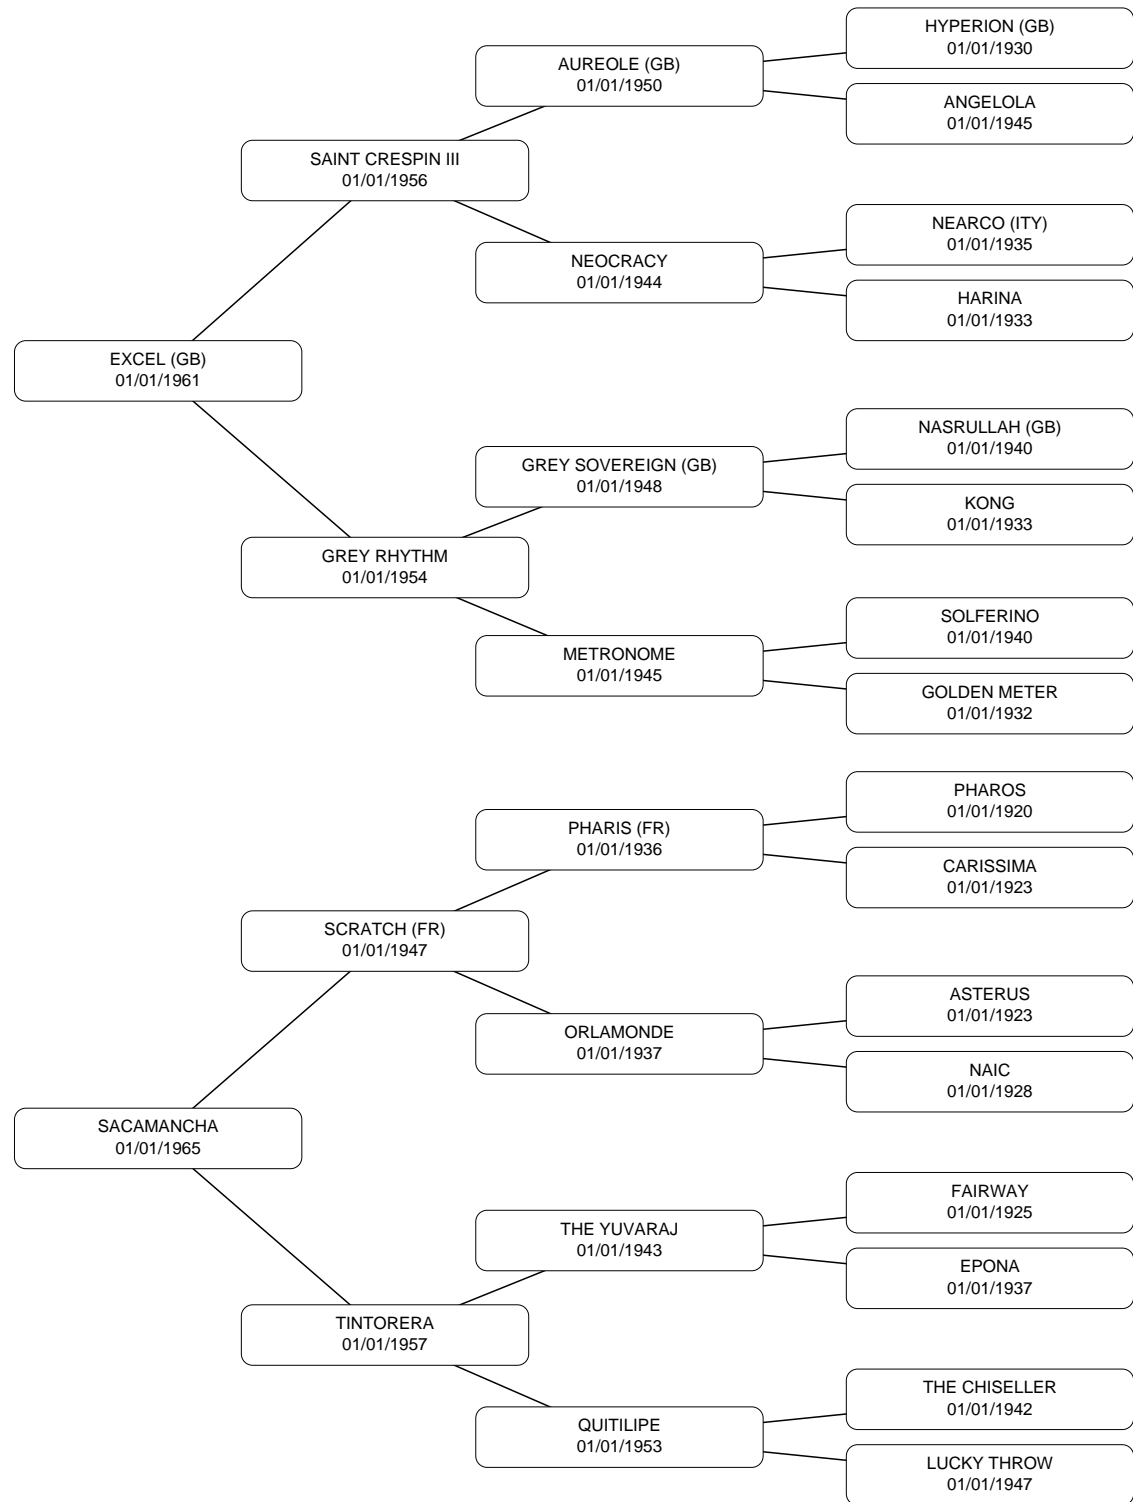 HYPERION (GB)
01/01/1930
AUREOLE (GB)
01/01/1950
ANGELOLA
01/01/1945
SAINT CRESPIN III
01/01/1956
NEARCO (ITY)
01/01/1935
NEOCRACY
01/01/1944
HARINA
01/01/1933
EXCEL (GB)
01/01/1961
NASRULLAH (GB)
01/01/1940
GREY SOVEREIGN (GB)
01/01/1948
KONG
01/01/1933
GREY RHYTHM
01/01/1954
SOLFERINO
01/01/1940
METRONOME
01/01/1945
GOLDEN METER
01/01/1932
PHAROS
01/01/1920
PHARIS (FR)
01/01/1936
CARISSIMA
01/01/1923
SCRATCH (FR)
01/01/1947
ASTERUS
01/01/1923
ORLAMONDE
01/01/1937
NAIC
01/01/1928
SACAMANCHA
01/01/1965
FAIRWAY
01/01/1925
THE YUVARAJ
01/01/1943
EPONA
01/01/1937
TINTORERA
01/01/1957
THE CHISELLER
01/01/1942
QUITILIPE
01/01/1953
LUCKY THROW
01/01/1947